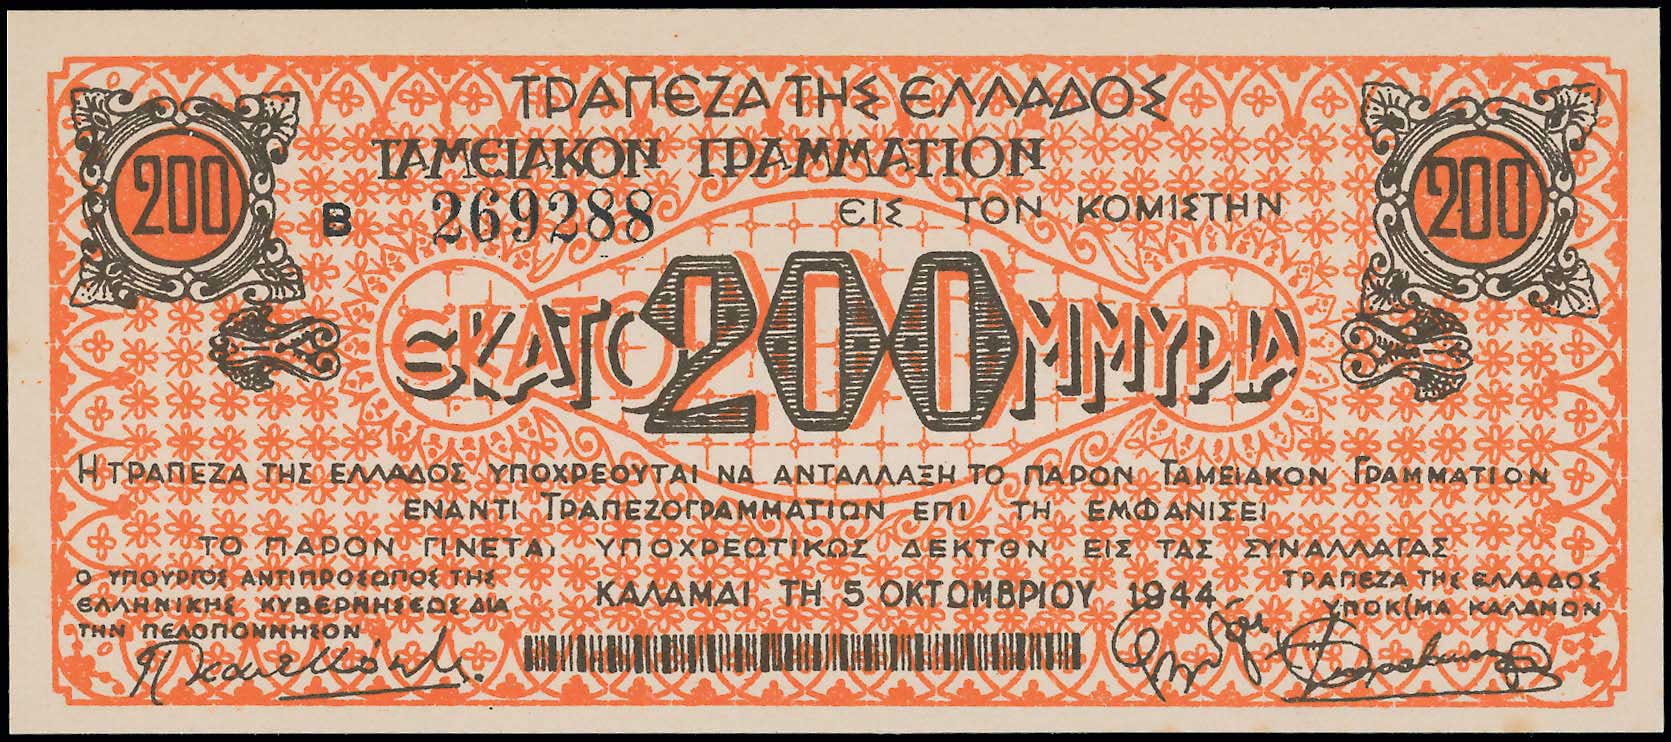 ΤΡΑΠΕΖΑ ΤΗΣ ΕΛΛΑΔΟΣ
ΤΑΜΕΙΑΚΟΝ ΓΡΑΜΜΑΤΙΟΝ
200
200
Β 269288 ΕΙΣ ΤΟΝ ΚΟΜΙΣΤΗΝ
200
ΕΚΑΤΟΜΜΥΡΙΑ
Η ΤΡΑΠΕΖΑ ΤΗΣ ΕΛΛΑΔΟΣ ΥΠΟΧΡΕΟΥΤΑΙ ΝΑ ΑΝΤΑΛΛΑΞΗ ΤΟ ΠΑΡΟΝ ΤΑΜΕΙΑΚΟΝ ΓΡΑΜΜΑΤΙΟΝ
ΕΝΑΝΤΙ ΤΡΑΠΕΖΟΓΡΑΜΜΑΤΙΩΝ ΕΠΙ ΤΗ ΕΜΦΑΝΙΣΕΙ
ΤΟ ΠΑΡΟΝ ΓΙΝΕΤΑΙ ΥΠΟΧΡΕΩΤΙΚΩΣ ΔΕΚΤΟΝ ΕΙΣ ΤΑΣ ΣΥΝΑΛΛΑΓΑΣ
Ο ΥΠΟΥΡΓΟΣ ΑΝΤΙΠΡΟΣΩΠΟΣ ΤΗΣ
ΕΛΛΗΝΙΚΗΣ ΚΥΒΕΡΝΗΣΕΩΣ ΔΙΑ
ΤΗΝ ΠΕΛΟΠΟΝΝΗΣΟΝ
ΚΑΛΑΜΑΙ ΤΗ 5 ΟΚΤΩΜΒΡΙΟΥ 1944
ΤΡΑΠΕΖΑ ΤΗΣ ΕΛΛΑΔΟΣ
ΥΠΟΚ(ΜΑ ΚΑΛΑΜΩΝ